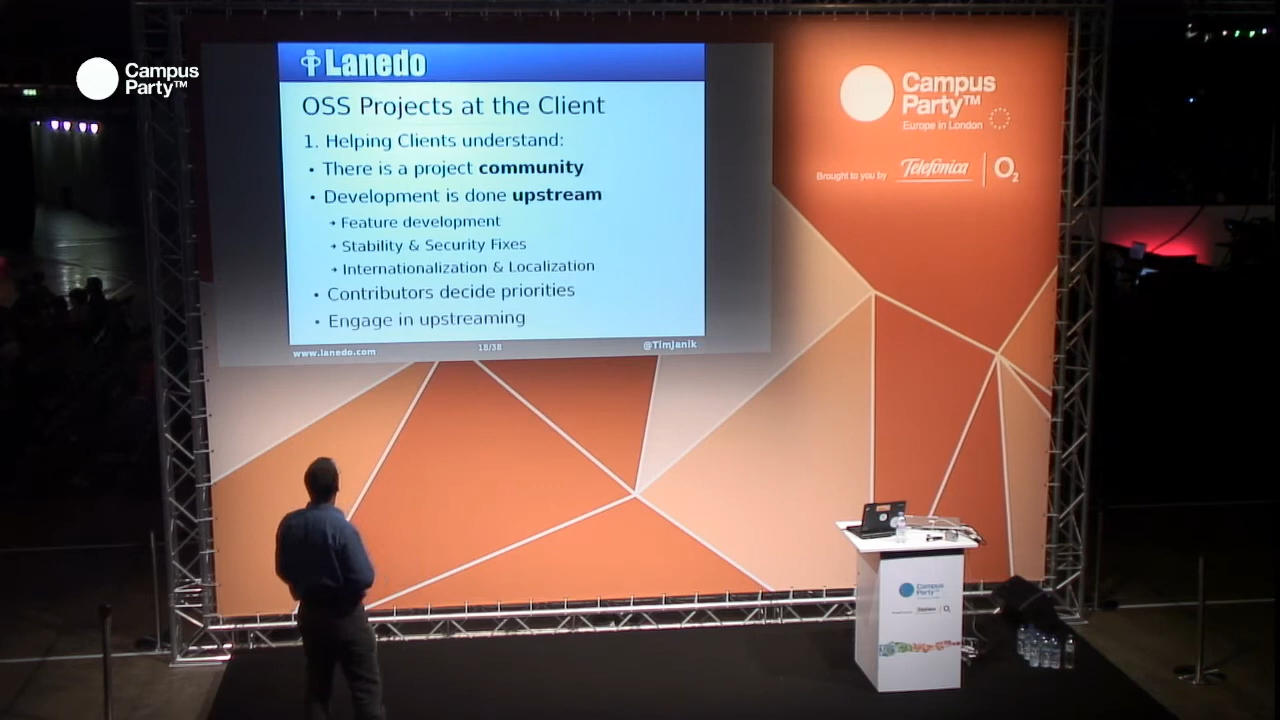 Campus
Party™
Lanedo
OSS Projects at the Client
1. Helping Clients understand:
• There is a project community
• Development is done upstream
➝ Feature development
➝ Stability & Security Fixes
➝ Internationalization & Localization
• Contributors decide priorities
• Engage in upstreaming
www.lanedo.com
18/38
@TimJanik
Campus
Party™
Europe in London
Brought to you by
Telefónica
O2
Campus
Party™